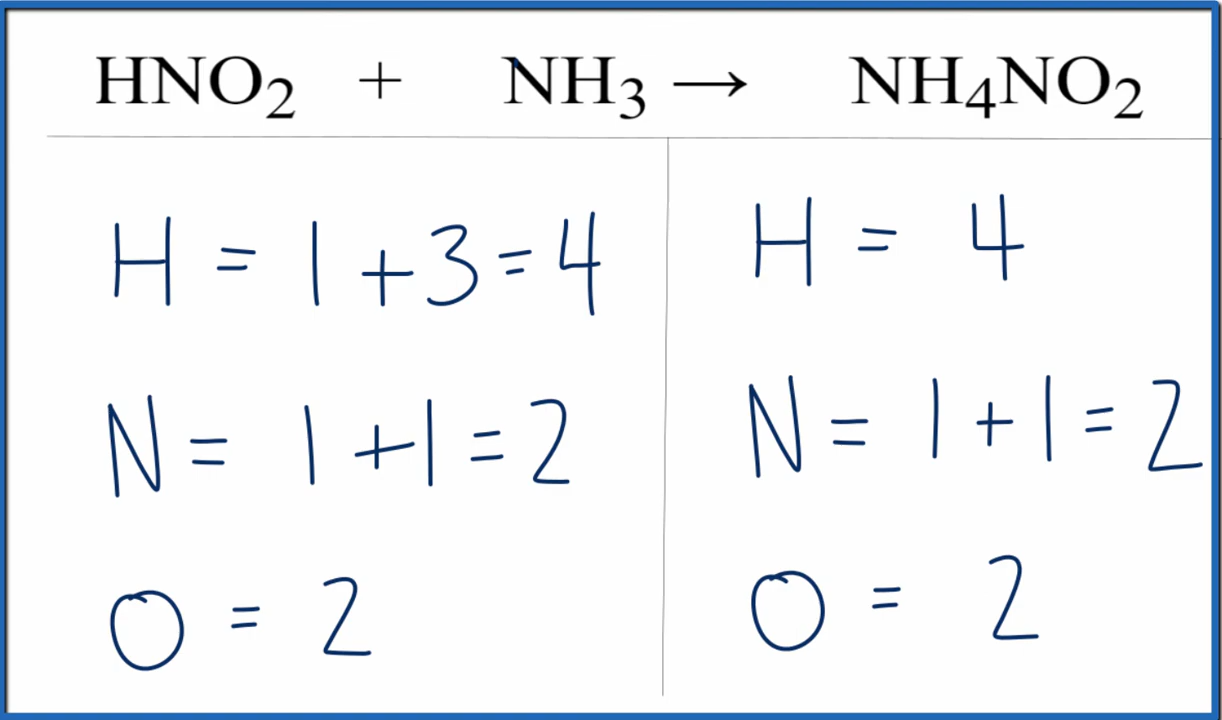 HNO₂ + NH₃ → NH₄NO₂
H = 1 + 3 = 4
N = 1 + 1 = 2
O = 2
H = 4
N = 1 + 1 = 2
O = 2